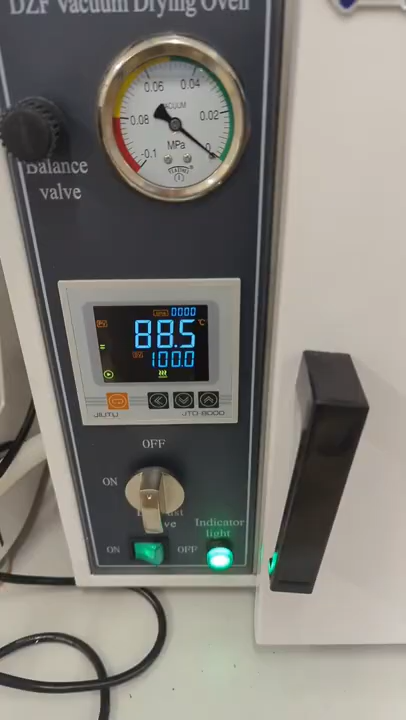 DZF Vacuum Drying Oven
0.06 0.04
VACUUM
0.08 0.02
MPa
-0.1 0
Balance
valve
0000
PV 88.5 °C
100.0
JIUTU JTD-8000
OFF
ON
Indicator
light
ON OFF